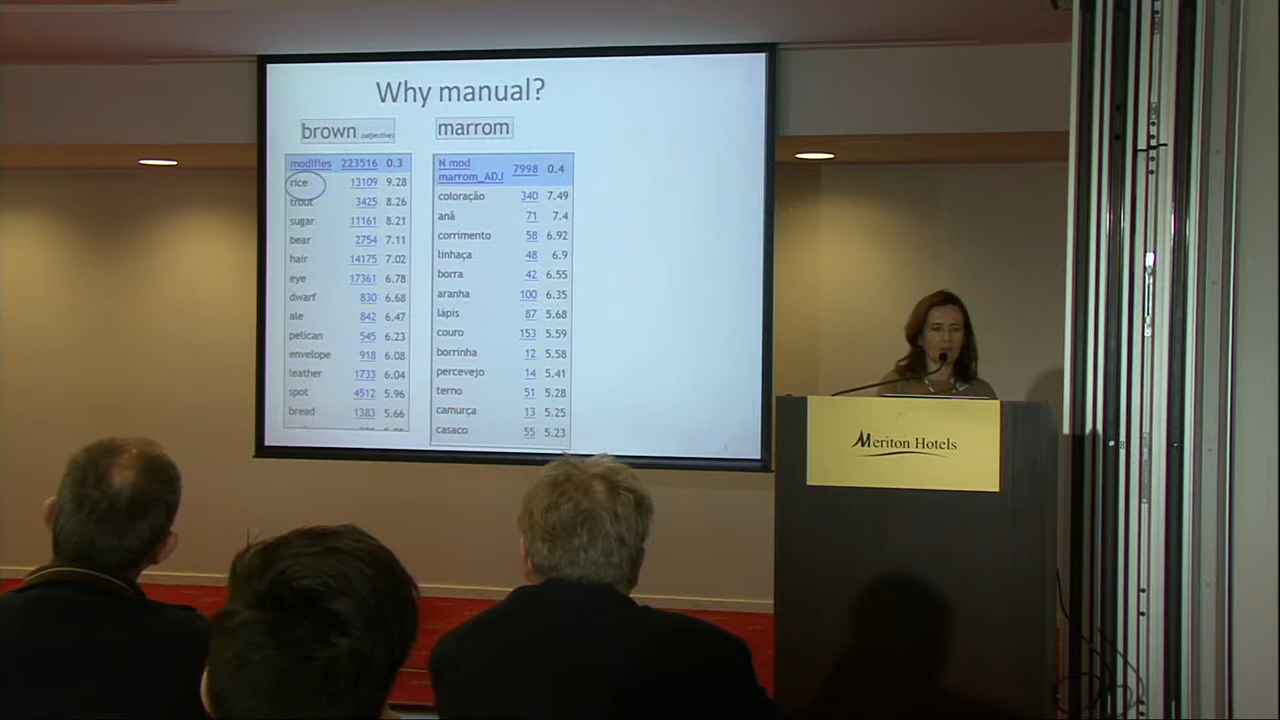 Why manual?
brown (adjective)
modifies 223516 0.3
rice 13109 9.28
trout 3425 8.26
sugar 11161 8.21
bear 2754 7.11
hair 14175 7.02
eye 17361 6.78
dwarf 830 6.68
ale 842 6.47
pelican 545 6.23
envelope 918 6.08
leather 1733 6.04
spot 4512 5.96
bread 1383 5.66
marrom
N mod
marrom_ADJ 7998 0.4
coloração 340 7.49
anã 71 7.4
corrimento 58 6.92
linhaça 48 6.9
borra 42 6.55
aranha 100 6.35
lápis 87 5.68
couro 153 5.59
borrinha 12 5.58
percevejo 14 5.41
terno 51 5.28
camurça 13 5.25
casaco 55 5.23
Meriton Hotels